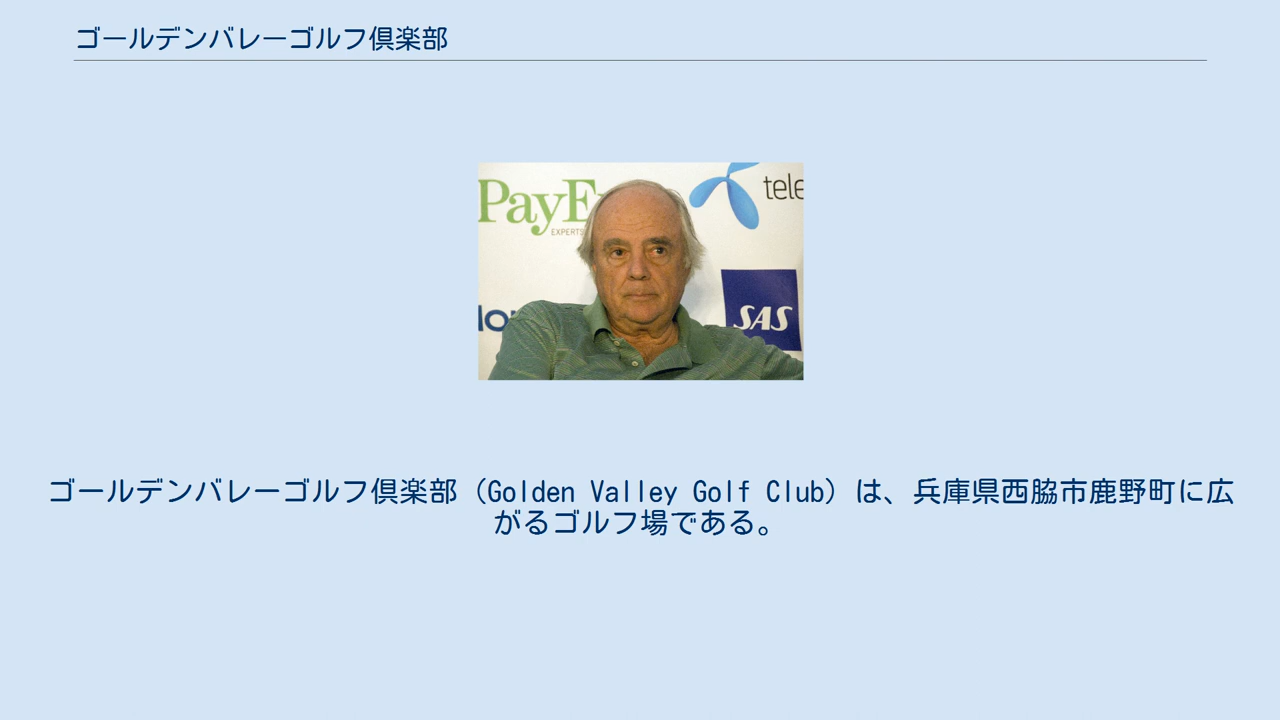 ゴールデンバレーゴルフ倶楽部
PayE
tele
EXPERTS
SAS
ゴールデンバレーゴルフ倶楽部（Golden Valley Golf Club）は、兵庫県西脇市鹿野町に広
がるゴルフ場である。